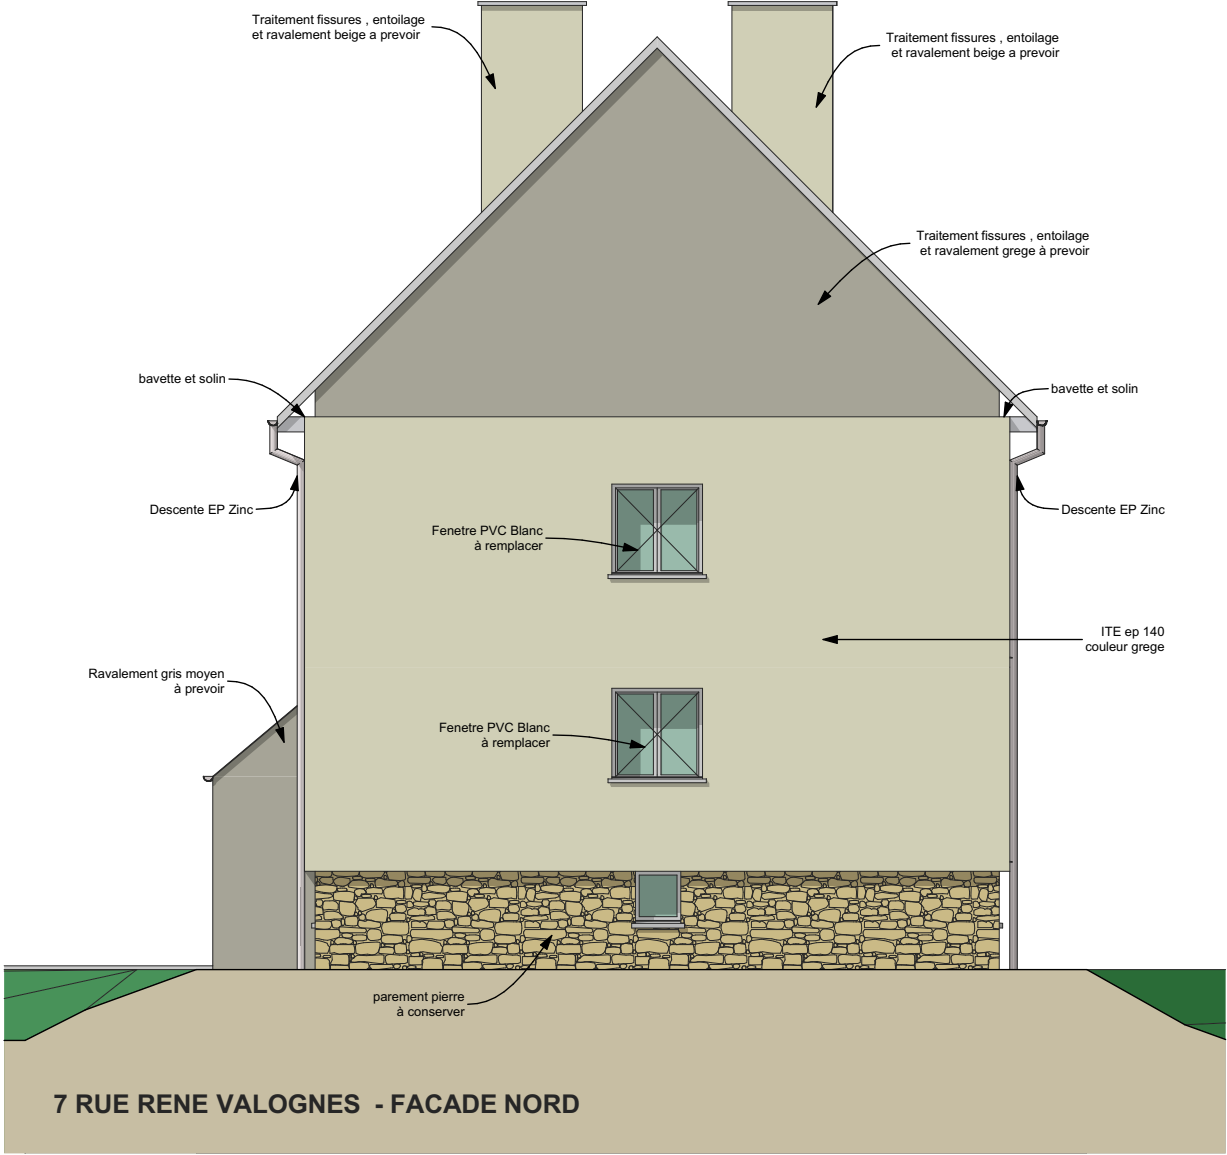 Traitement fissures , entoilage
et ravalement beige a prevoir
Traitement fissures , entoilage
et ravalement beige a prevoir
Traitement fissures , entoilage
et ravalement grege à prevoir
bavette et solin
bavette et solin
Descente EP Zinc
Fenetre PVC Blanc
à remplacer
Descente EP Zinc
ITE ep 140
couleur grege
Ravalement gris moyen
à prevoir
Fenetre PVC Blanc
à remplacer
parement pierre
à conserver
7 RUE RENE VALOGNES - FACADE NORD